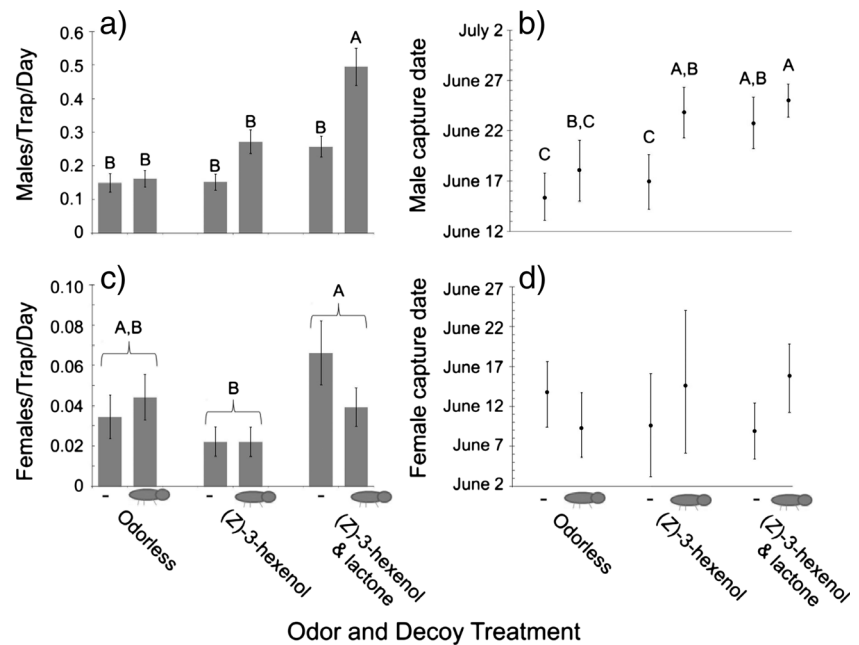 a)
Males/Trap/Day
0.6
0.5
0.4
0.3
0.2
0.1
0
B
B
B
B
B
A
b)
Male capture date
July 2
June 27
June 22
June 17
June 12
C
B,C
C
A,B
A,B
A
c)
Females/Trap/Day
0.10
0.08
0.06
0.04
0.02
0
A,B
B
A
-
-
-
Odorless
(Z)-3-hexenol
(Z)-3-hexenol
& lactone
d)
Female capture date
June 27
June 22
June 17
June 12
June 7
June 2
-
-
-
Odorless
(Z)-3-hexenol
(Z)-3-hexenol
& lactone
Odor and Decoy Treatment